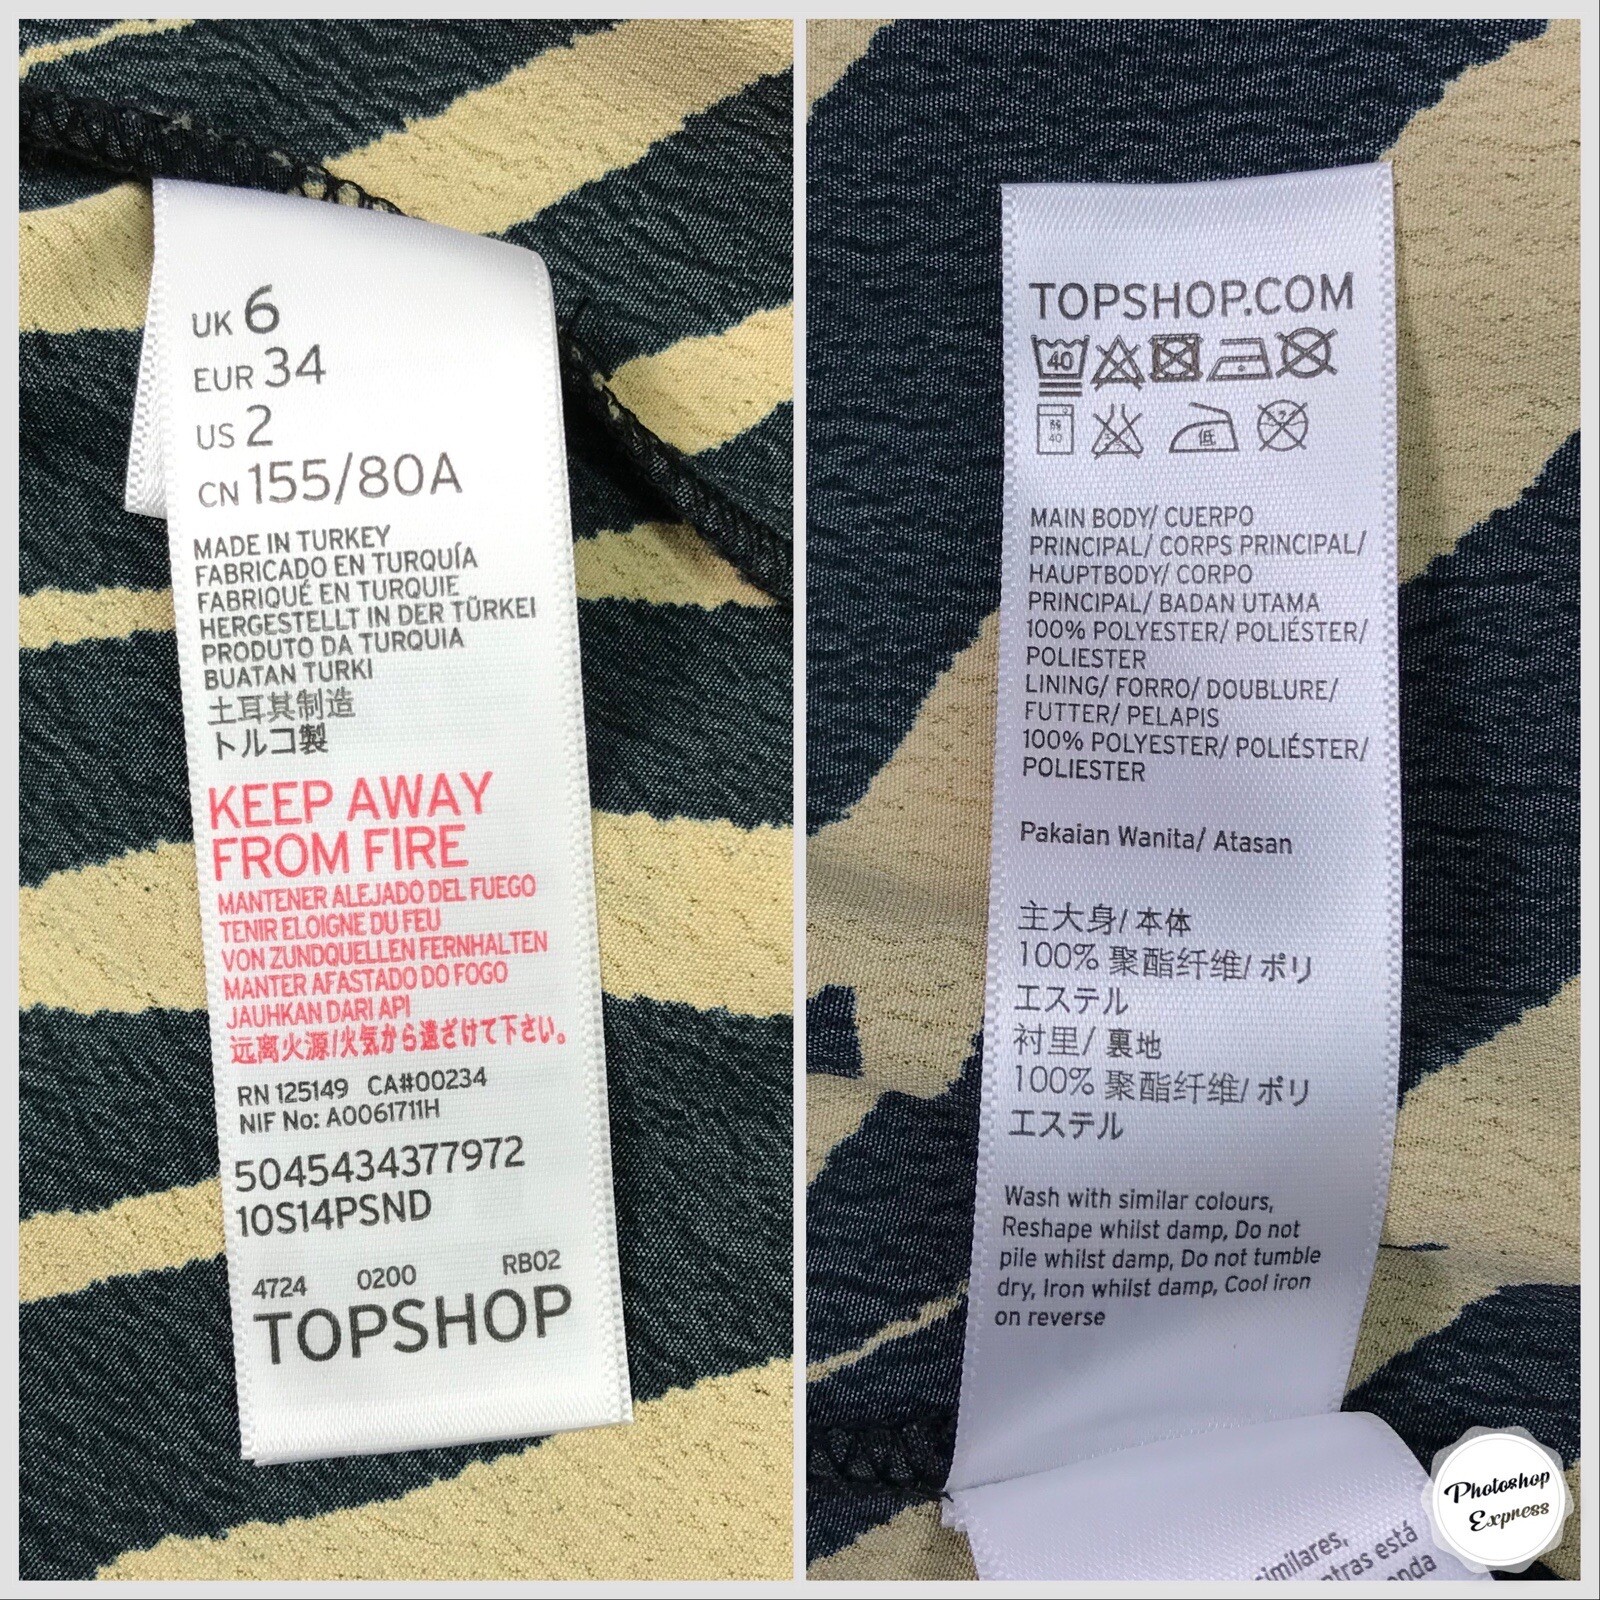 UK 6
EUR 34
US 2
CN 155/80A
MADE IN TURKEY
FABRICADO EN TURQUÍA
FABRIQUÉ EN TURQUIE
HERGESTELLT IN DER TÜRKEI
PRODUTO DA TURQUIA
BUATAN TURKI
土耳其制造
トルコ製
KEEP AWAY
FROM FIRE
MANTENER ALEJADO DEL FUEGO
TENIR ELOIGNE DU FEU
VON ZUNDQUELLEN FERNHALTEN
MANTER AFASTADO DO FOGO
JAUHKAN DARI API
远离火源/火気から遠ざけて下さい。
RN 125149 CA#00234
NIF No: A0061711H
5045434377972
10S14PSND
4724 0200 RB02
TOPSHOP
TOPSHOP.COM
40
40 低
MAIN BODY/ CUERPO
PRINCIPAL/ CORPS PRINCIPAL/
HAUPTBODY/ CORPO
PRINCIPAL/ BADAN UTAMA
100% POLYESTER/ POLIÉSTER/
POLIESTER
LINING/ FORRO/ DOUBLURE/
FUTTER/ PELAPIS
100% POLYESTER/ POLIÉSTER/
POLIESTER
Pakaian Wanita/ Atasan
主大身/ 本体
100% 聚酯纤维/ ポリ
エステル
衬里/ 裏地
100% 聚酯纤维/ ポリ
エステル
Wash with similar colours,
Reshape whilst damp, Do not
pile whilst damp, Do not tumble
dry, Iron whilst damp, Cool iron
on reverse
similares,
está
Photoshop
Express